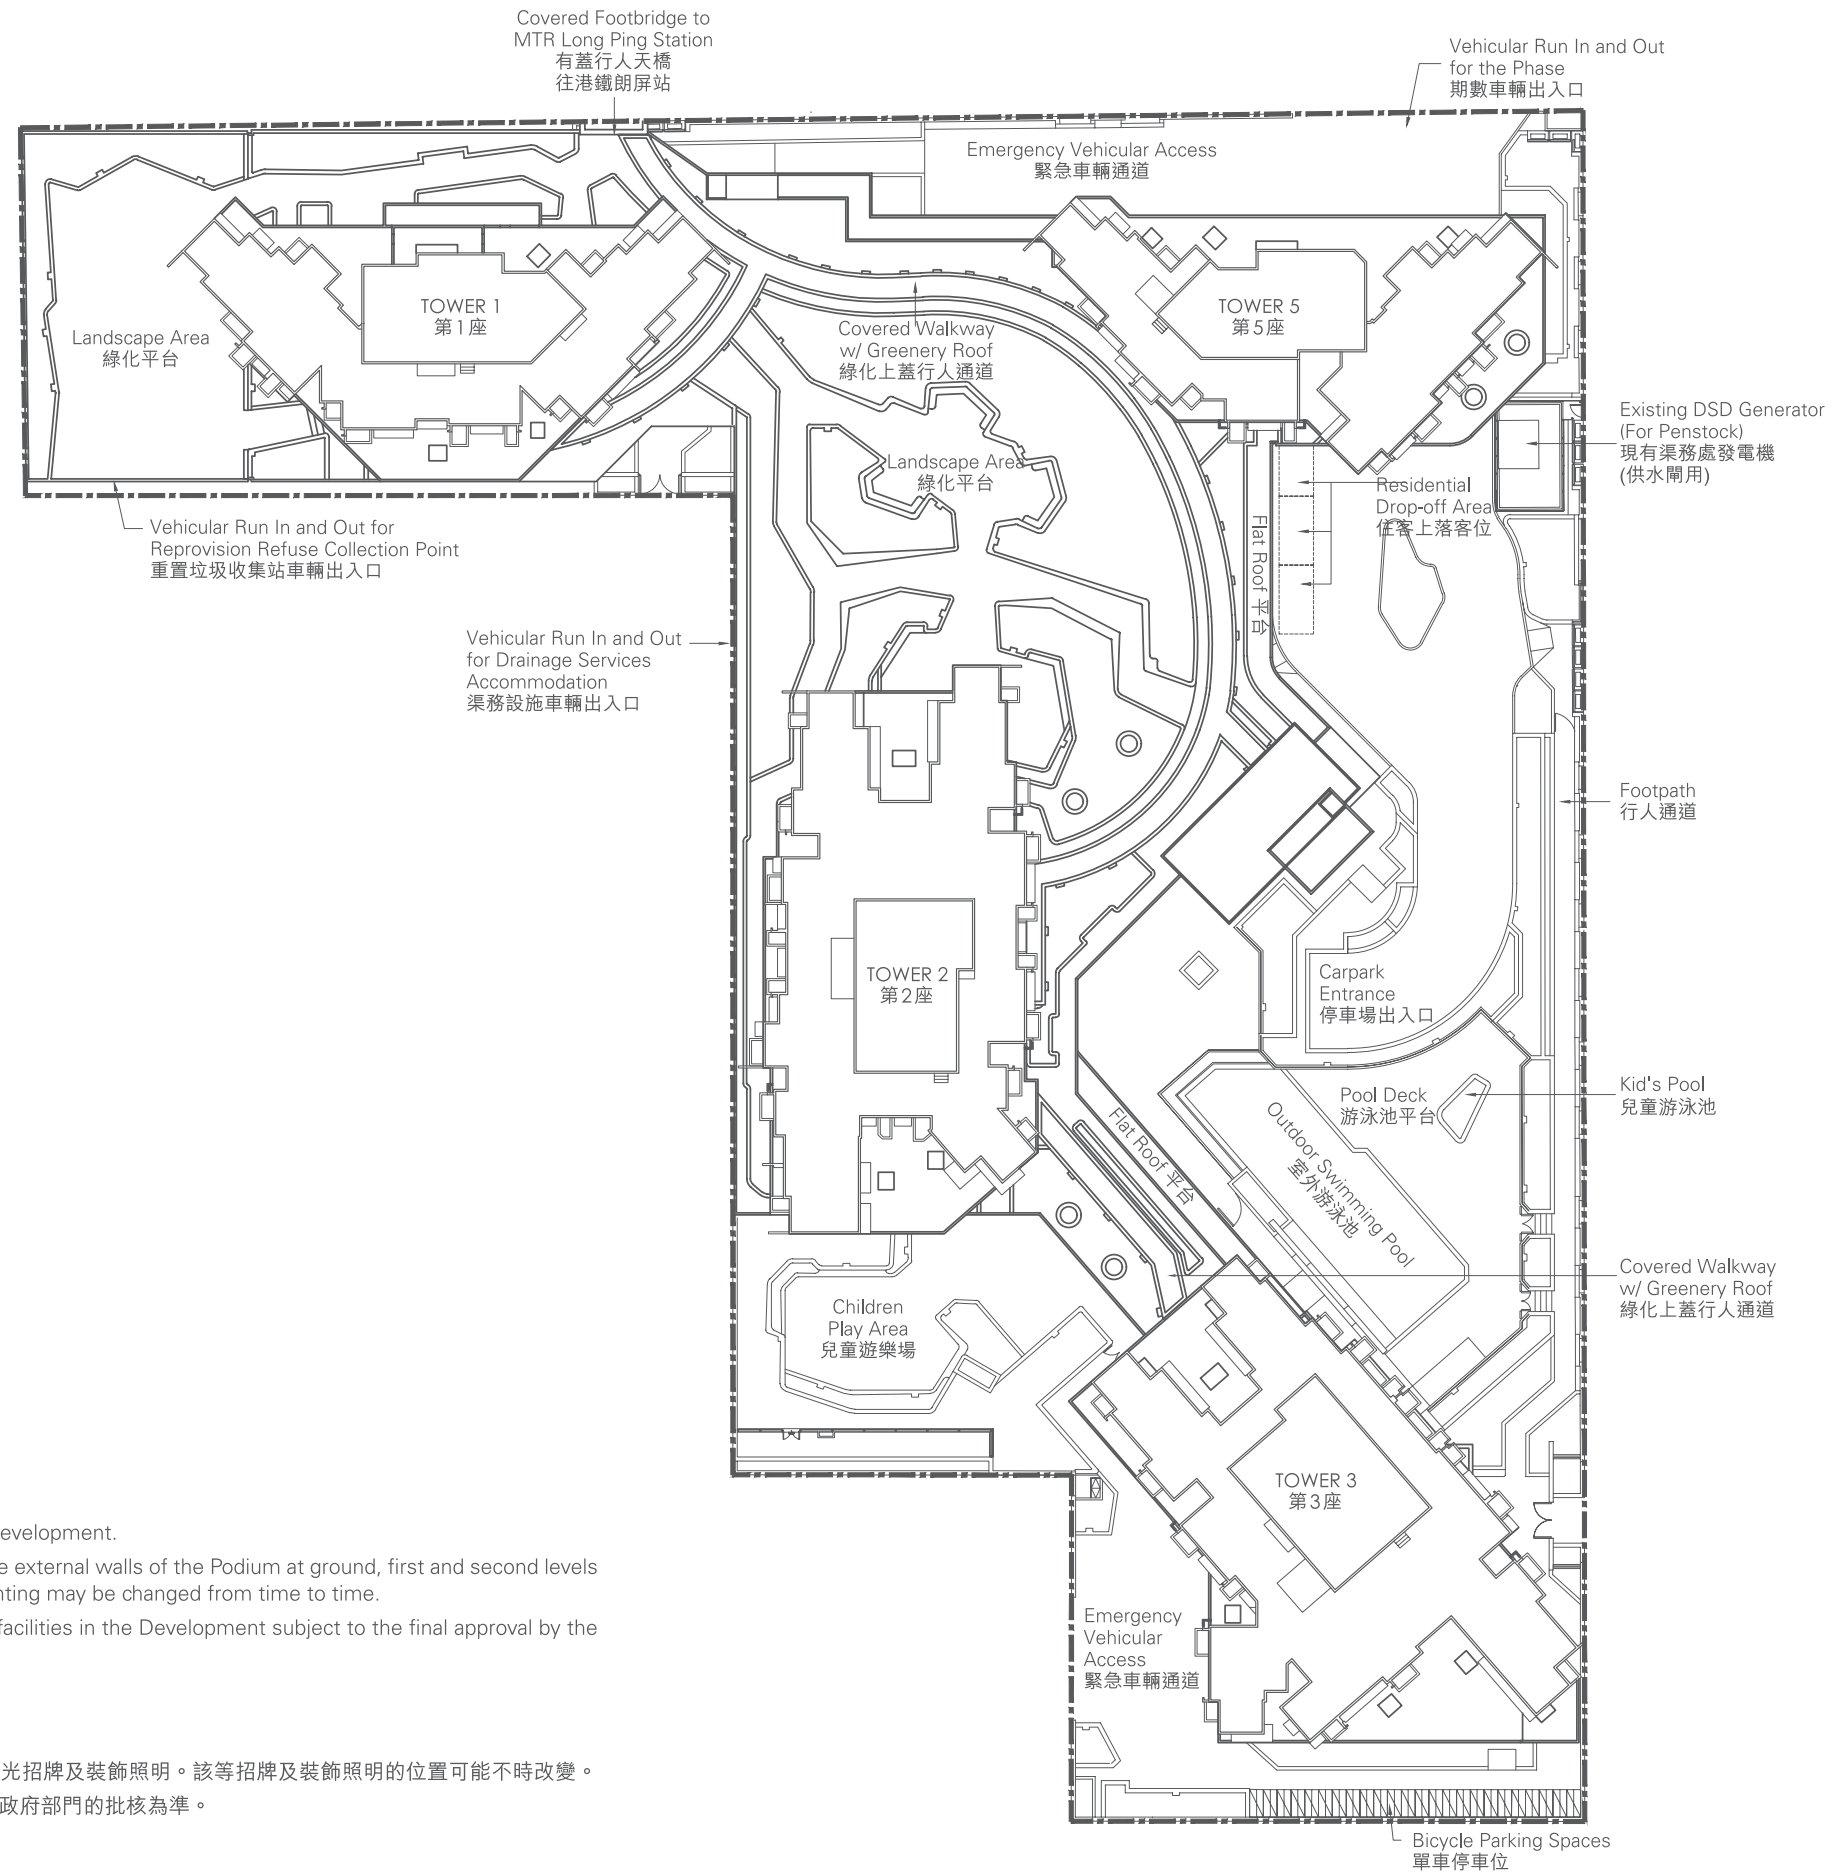 Covered Footbridge to
MTR Long Ping Station
有蓋行人天橋
往港鐵朗屏站
Vehicular Run In and Out
for the Phase
期數車輛出入口
Emergency Vehicular Access
緊急車輛通道
TOWER 1
第1座
TOWER 5
第5座
Landscape Area
綠化平台
Covered Walkway
w/ Greenery Roof
綠化上蓋行人通道
Existing DSD Generator
(For Penstock)
現有渠務處發電機
(供水閘用)
Landscape Area
綠化平台
Residential
Drop-off Area
住客上落客位
Flat Roof 平台
Vehicular Run In and Out for
Reprovision Refuse Collection Point
重置垃圾收集站車輛出入口
Vehicular Run In and Out
for Drainage Services
Accommodation
渠務設施車輛出入口
Footpath
行人通道
TOWER 2
第2座
Carpark
Entrance
停車場出入口
Pool Deck
游泳池平台
Kid's Pool
兒童游泳池
Outdoor Swimming Pool
室外游泳池
Flat Roof 平台
Covered Walkway
w/ Greenery Roof
綠化上蓋行人通道
Children
Play Area
兒童遊樂場
TOWER 3
第3座
evelopment.
e external walls of the Podium at ground, first and second levels
nting may be changed from time to time.
facilities in the Development subject to the final approval by the
Emergency
Vehicular
Access
緊急車輛通道
光招牌及裝飾照明。該等招牌及裝飾照明的位置可能不時改變。
政府部門的批核為準。
Bicycle Parking Spaces
單車停車位